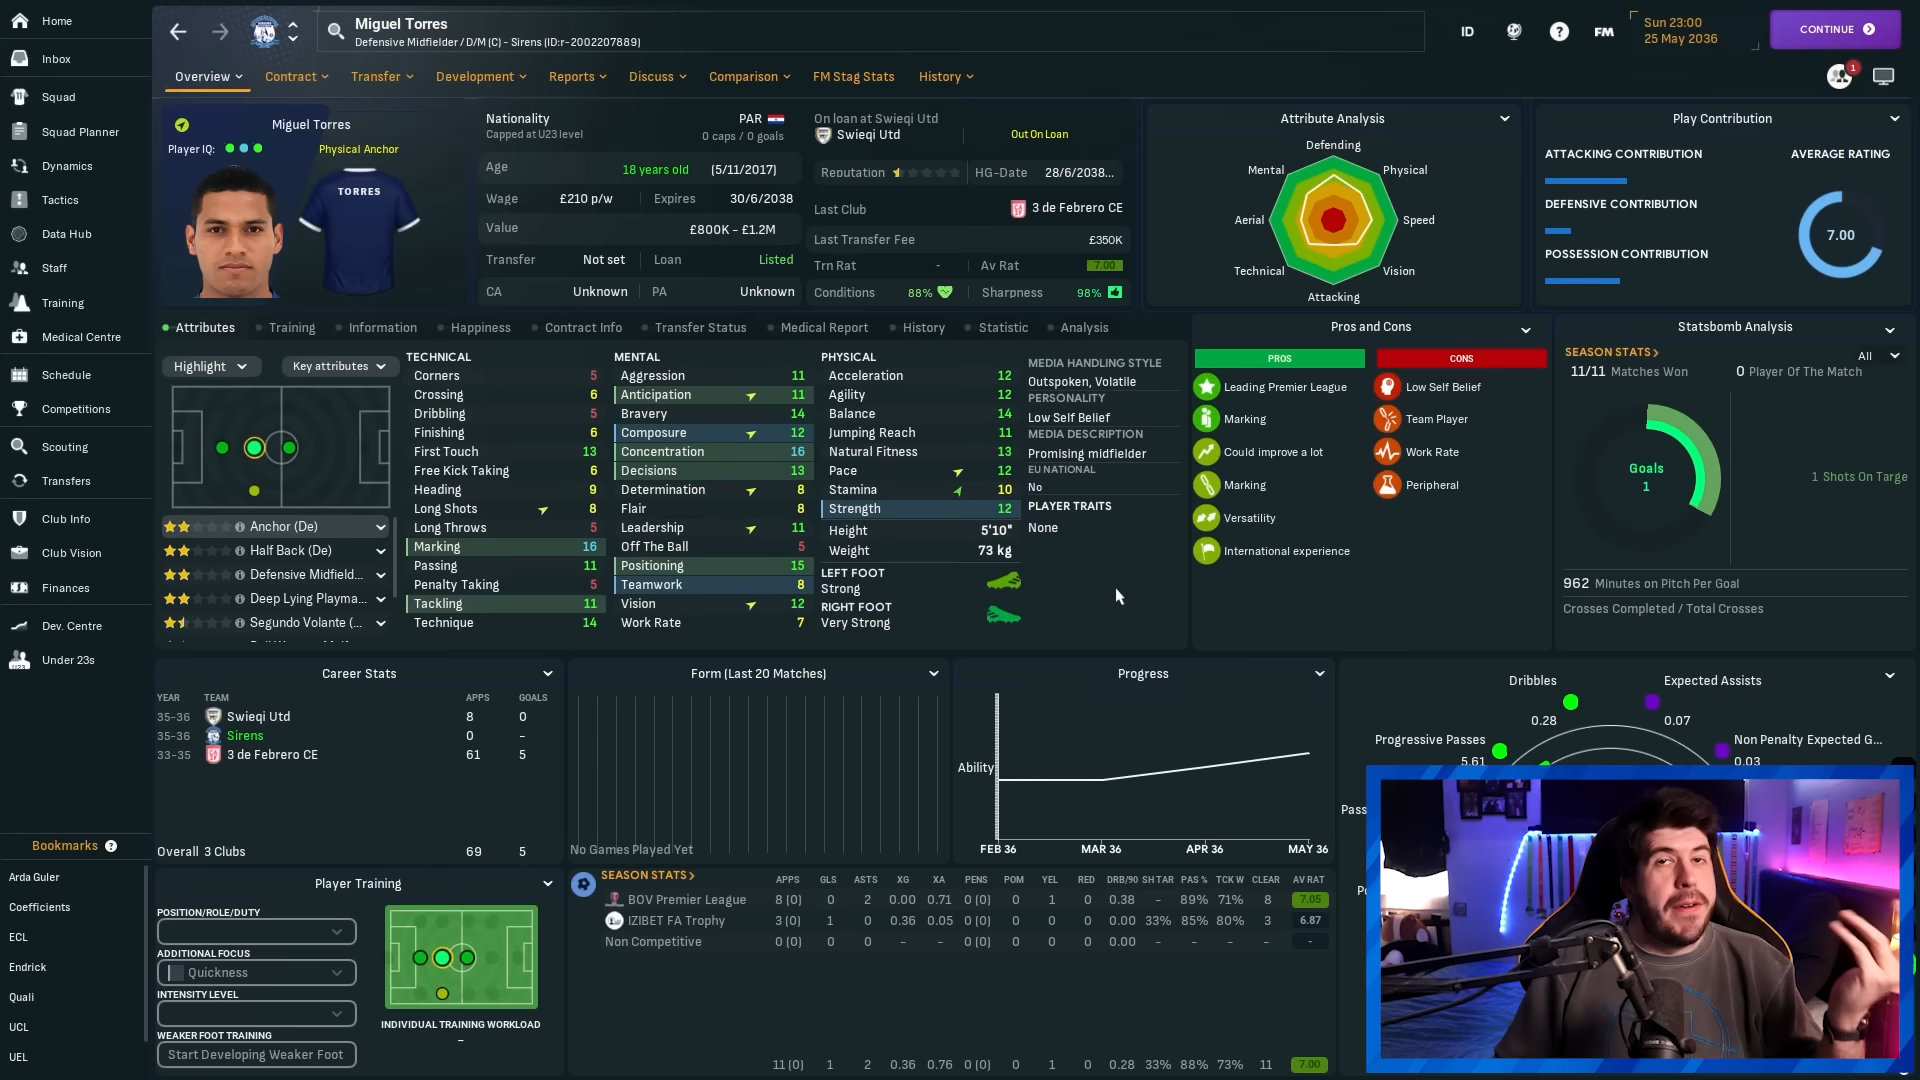 Home
Inbox
Squad
Squad Planner
Dynamics
Tactics
Data Hub
Staff
Training
Medical Centre
Schedule
Competitions
Scouting
Transfers
Club Info
Club Vision
Finances
Dev. Centre
Under 23s
Bookmarks ?
Arda Guler
Coefficients
ECL
Endrick
Quali
UCL
UEL
Miguel Torres
Defensive Midfielder / D/M (C) - Sirens (ID:r-2002207889)
ID
?
FM
Sun 23:00
25 May 2036
CONTINUE
Overview
Contract
Transfer
Development
Reports
Discuss
Comparison
FM Stag Stats
History
1
Miguel Torres
Player IQ:
Physical Anchor
TORRES
Nationality
Capped at U23 level
PAR
0 caps / 0 goals
Age
18 years old
(5/11/2017)
Wage
£210 p/w
Expires
30/6/2038
Value
£800K - £1.2M
Transfer
Not set
Loan
Listed
CA
Unknown
PA
Unknown
On loan at Swieqi Utd
Swieqi Utd
Out On Loan
Reputation
HG-Date
28/6/2038...
Last Club
3 de Febrero CE
Last Transfer Fee
£350K
Trn Rat
-
Av Rat
7.00
Conditions
88%
Sharpness
98%
Attribute Analysis
Defending
Physical
Speed
Vision
Attacking
Technical
Aerial
Mental
Play Contribution
ATTACKING CONTRIBUTION
DEFENSIVE CONTRIBUTION
POSSESSION CONTRIBUTION
AVERAGE RATING
7.00
Attributes
Training
Information
Happiness
Contract Info
Transfer Status
Medical Report
History
Statistic
Analysis
Highlight
Key attributes
Anchor (De)
Half Back (De)
Defensive Midfield...
Deep Lying Playma...
Segundo Volante (...
TECHNICAL
Corners 5
Crossing 6
Dribbling 5
Finishing 6
First Touch 13
Free Kick Taking 6
Heading 9
Long Shots 8
Long Throws 5
Marking 16
Passing 11
Penalty Taking 5
Tackling 11
Technique 14
MENTAL
Aggression 11
Anticipation 11
Bravery 14
Composure 12
Concentration 16
Decisions 13
Determination 8
Flair 8
Leadership 11
Off The Ball 5
Positioning 15
Teamwork 8
Vision 12
Work Rate 7
PHYSICAL
Acceleration 12
Agility 12
Balance 14
Jumping Reach 11
Natural Fitness 13
Pace 12
Stamina 10
Strength 12
Height 5'10"
Weight 73 kg
LEFT FOOT
Strong
RIGHT FOOT
Very Strong
MEDIA HANDLING STYLE
Outspoken, Volatile
PERSONALITY
Low Self Belief
MEDIA DESCRIPTION
Promising midfielder
EU NATIONAL
No
PLAYER TRAITS
None
Pros and Cons
PROS
Leading Premier League
Marking
Could improve a lot
Marking
Versatility
International experience
CONS
Low Self Belief
Team Player
Work Rate
Peripheral
Statsbomb Analysis
SEASON STATS>
All
11/11 Matches Won
0 Player Of The Match
Goals
1
1 Shots On Targe
962 Minutes on Pitch Per Goal
Crosses Completed / Total Crosses
Career Stats
YEAR TEAM APPS GOALS
35-36 Swieqi Utd 8 0
35-36 Sirens 0 -
33-35 3 de Febrero CE 61 5
Overall 3 Clubs 69 5
Form (Last 20 Matches)
No Games Played Yet
Progress
Ability
FEB 36
MAR 36
APR 36
MAY 36
Dribbles
0.28
Expected Assists
0.07
Progressive Passes
5.61
Non Penalty Expected G...
0.03
Pass
Player Training
POSITION/ROLE/DUTY
ADDITIONAL FOCUS
Quickness
INTENSITY LEVEL
WEAKER FOOT TRAINING
Start Developing Weaker Foot
INDIVIDUAL TRAINING WORKLOAD
-
SEASON STATS> APPS GLS ASTS XG XA PENS POM YEL RED DRB/90 SH TAR PAS % TCK W CLEAR AV RAT
BOV Premier League 8 (0) 0 2 0.00 0.71 0 (0) 0 1 0 0.38 - 89% 71% 8 7.05
IZIBET FA Trophy 3 (0) 1 0 0.36 0.05 0 (0) 0 0 0 0.00 33% 85% 80% 3 6.87
Non Competitive 0 (0) 0 0 - - 0 (0) 0 0 0 0.00 - - - - -
11 (0) 1 2 0.36 0.76 0 (0) 0 1 0 0.28 33% 88% 73% 11 7.00